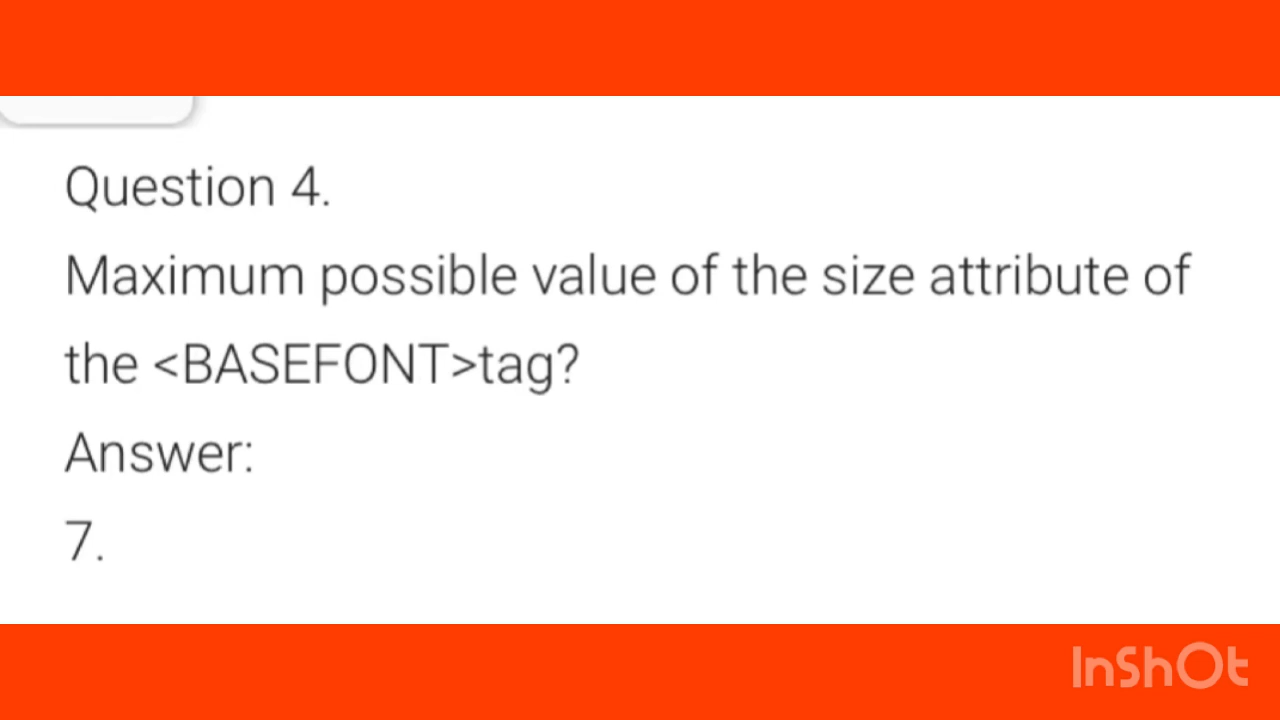 Question 4.
Maximum possible value of the size attribute of
the <BASEFONT>tag?
Answer:
7.
InShOt